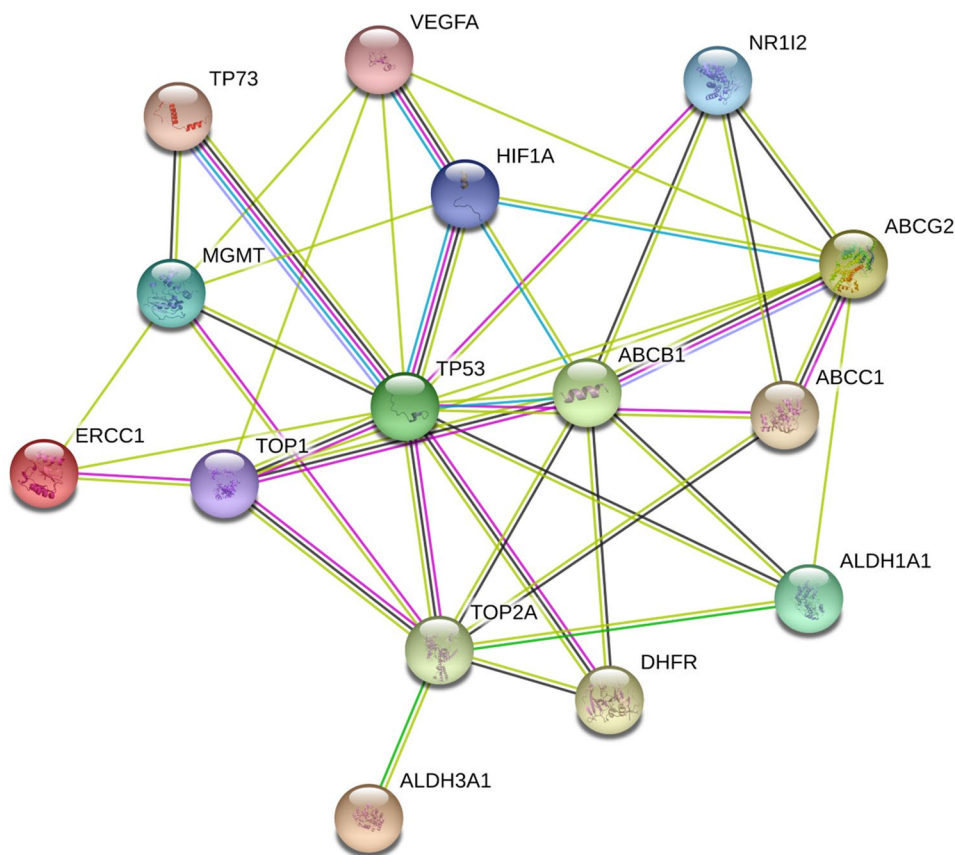 VEGFA
NR1I2
TP73
HIF1A
ABCG2
MGMT
TP53
ABCB1
ABCC1
ERCC1
TOP1
ALDH1A1
TOP2A
DHFR
ALDH3A1